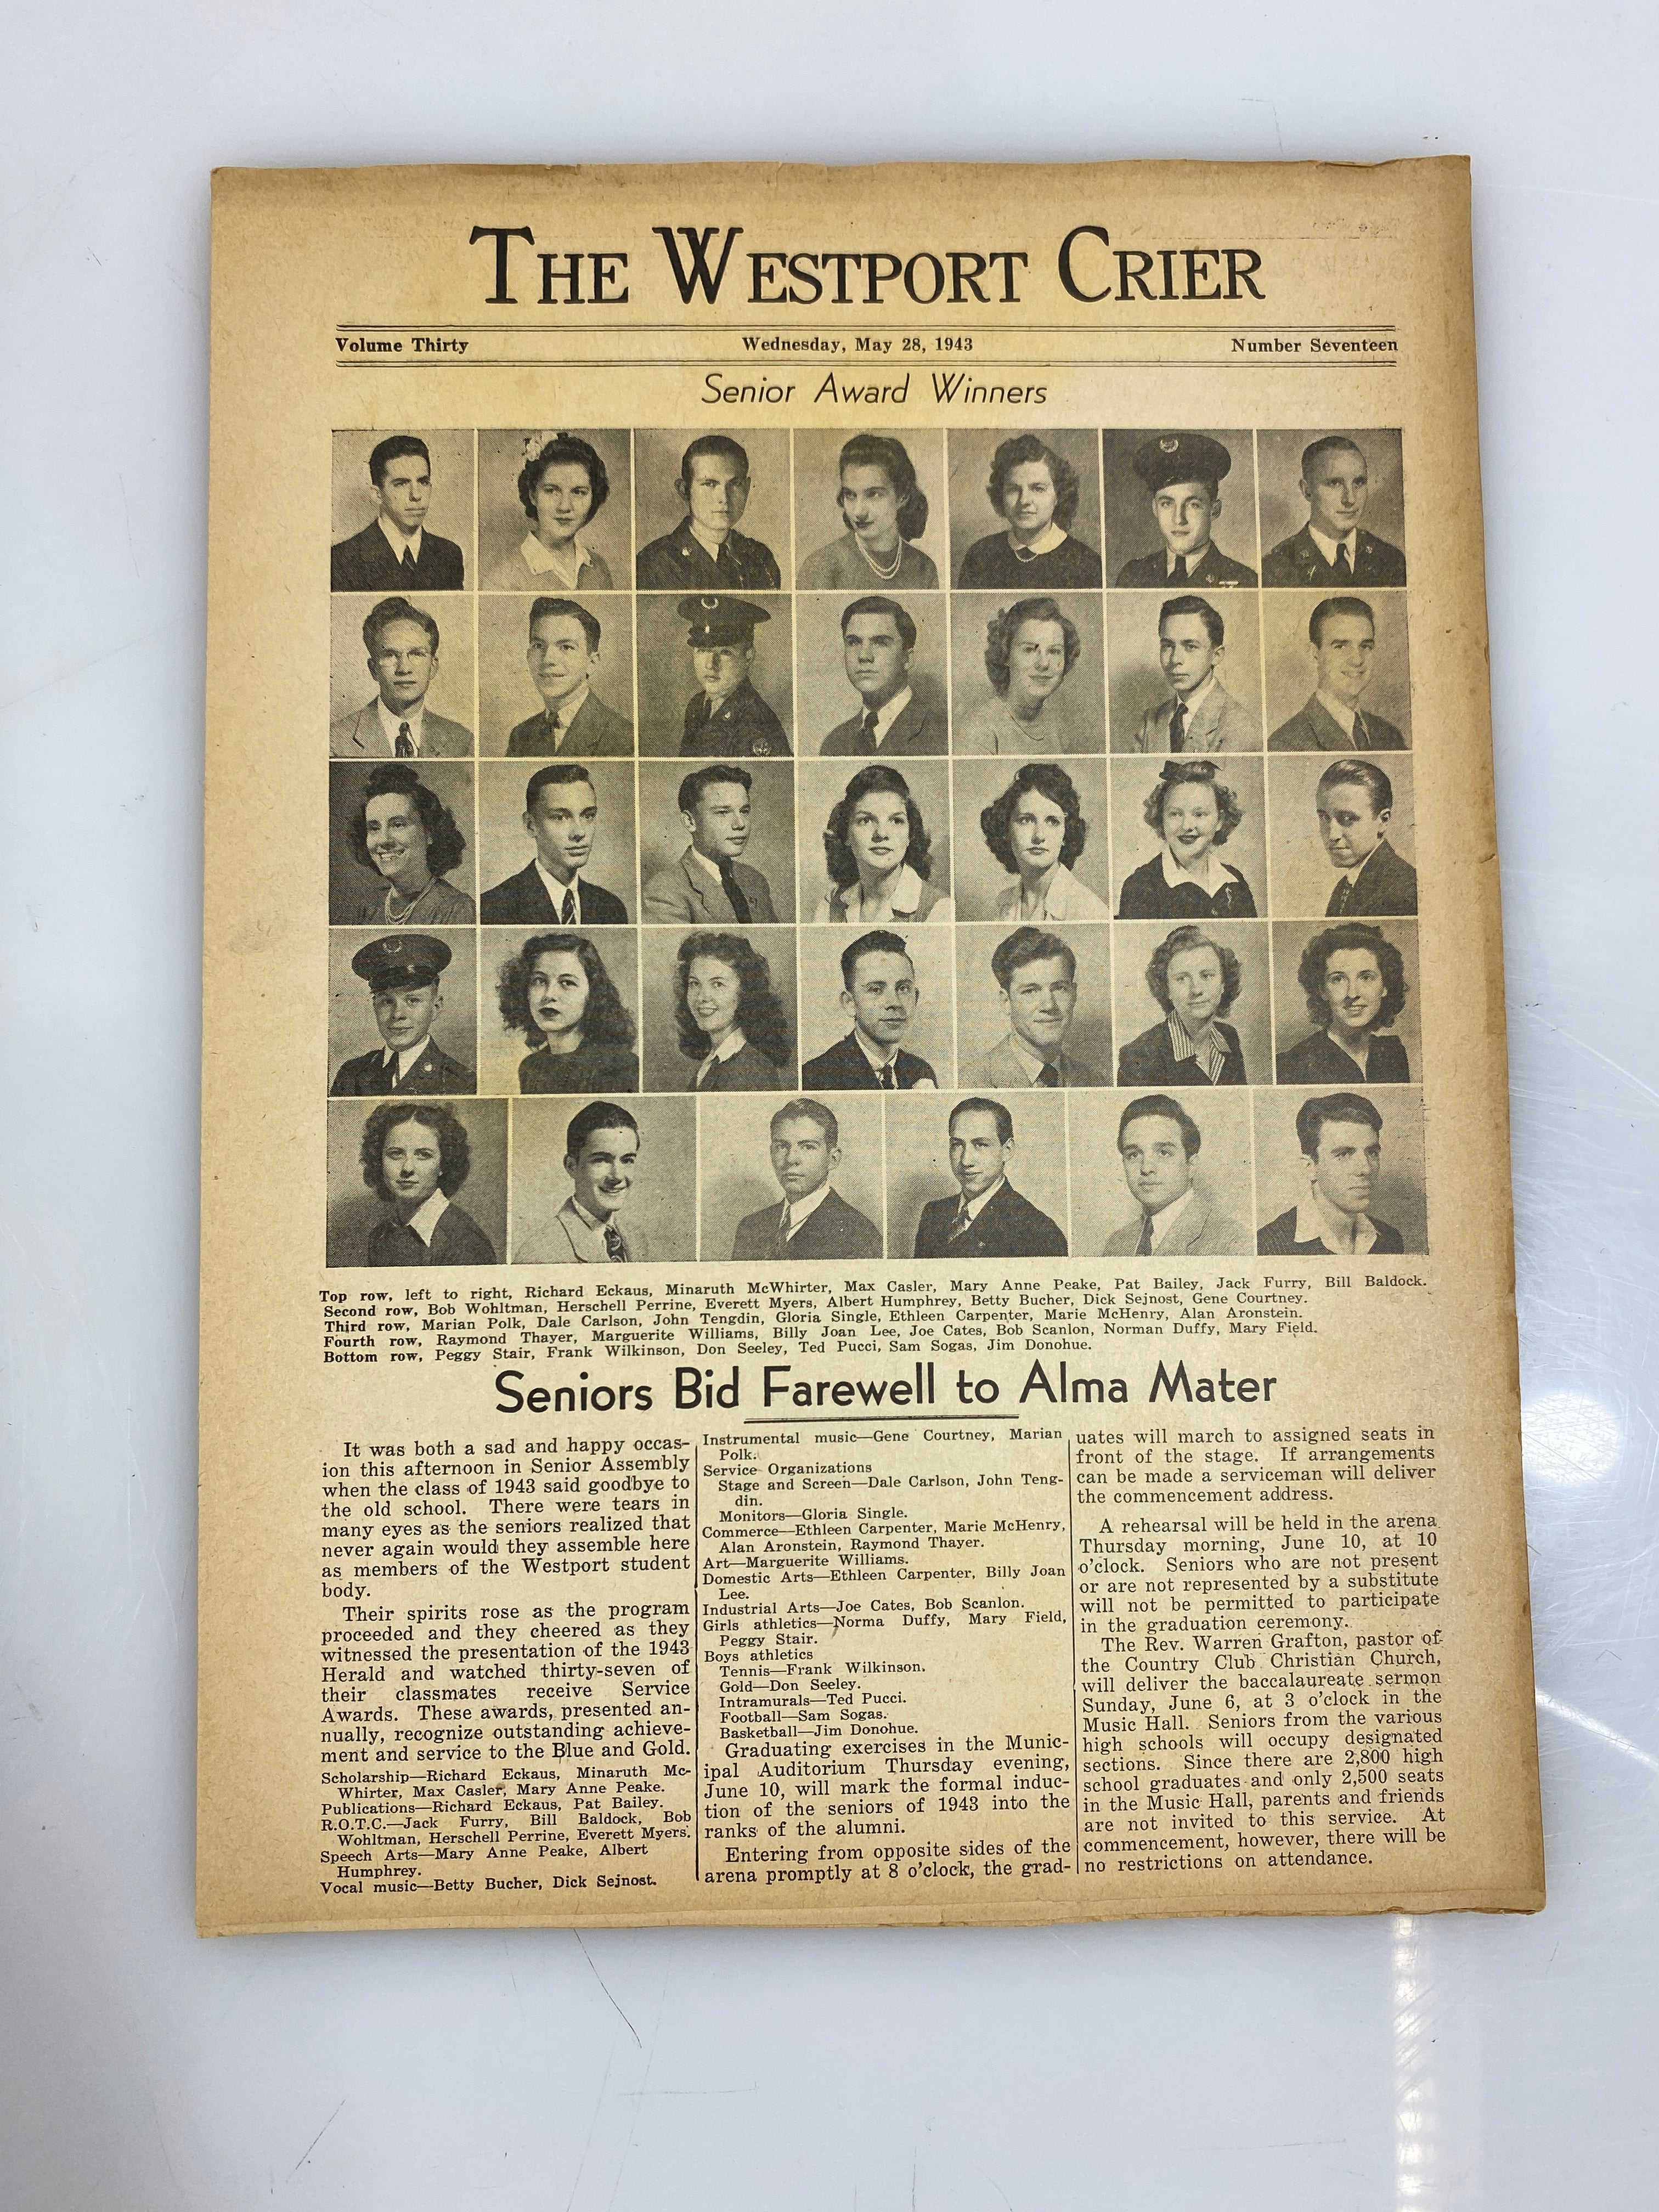 THE WESTPORT CRIER
Volume Thirty Wednesday, May 28, 1943 Number Seventeen
Senior Award Winners
Top row, left to right, Richard Eckaus, Minaruth McWhirter, Max Casler, Mary Anne Peake, Pat Bailey, Jack Furry, Bill Baldock.
Second row, Bob Wohltman, Herschell Perrine, Everett Myers, Albert Humphrey, Betty Bucher, Dick Sejnost, Gene Courtney.
Third row, Marian Polk, Dale Carlson, John Tengdin, Gloria Single, Ethleen Carpenter, Marie McHenry, Alan Aronstein.
Fourth row, Raymond Thayer, Marguerite Williams, Billy Joan Lee, Joe Cates, Bob Scanlon, Norman Duffy, Mary Field.
Bottom row, Peggy Stair, Frank Wilkinson, Don Seeley, Ted Pucci, Sam Sogas, Jim Donohue.
Seniors Bid Farewell to Alma Mater
It was both a sad and happy occas-
ion this afternoon in Senior Assembly
when the class of 1943 said goodbye to
the old school. There were tears in
many eyes as the seniors realized that
never again would they assemble here
as members of the Westport student
body.
Their spirits rose as the program
proceeded and they cheered as they
witnessed the presentation of the 1943
Herald and watched thirty-seven of
their classmates receive Service
Awards. These awards, presented an-
nually, recognize outstanding achieve-
ment and service to the Blue and Gold.
Scholarship—Richard Eckaus, Minaruth Mc-
Whirter, Max Casler, Mary Anne Peake.
Publications—Richard Eckaus, Pat Bailey.
R.O.T.C.—Jack Furry, Bill Baldock, Bob
Wohltman, Herschell Perrine, Everett Myers.
Speech Arts—Mary Anne Peake, Albert
Humphrey.
Vocal music—Betty Bucher, Dick Sejnost.
Instrumental music—Gene Courtney, Marian
Polk.
Service Organizations
Stage and Screen—Dale Carlson, John Teng-
din.
Monitors—Gloria Single.
Commerce—Ethleen Carpenter, Marie McHenry,
Alan Aronstein, Raymond Thayer.
Art—Marguerite Williams.
Domestic Arts—Ethleen Carpenter, Billy Joan
Lee.
Industrial Arts—Joe Cates, Bob Scanlon.
Girls athletics—Norma Duffy, Mary Field,
Peggy Stair.
Boys athletics
Tennis—Frank Wilkinson.
Gold—Don Seeley.
Intramurals—Ted Pucci.
Football—Sam Sogas.
Basketball—Jim Donohue.
Graduating exercises in the Munic-
ipal Auditorium Thursday evening,
June 10, will mark the formal induc-
tion of the seniors of 1943 into the
ranks of the alumni.
Entering from opposite sides of the
arena promptly at 8 o'clock, the grad-
uates will march to assigned seats in
front of the stage. If arrangements
can be made a serviceman will deliver
the commencement address.
A rehearsal will be held in the arena
Thursday morning, June 10, at 10
o'clock. Seniors who are not present
or are not represented by a substitute
will not be permitted to participate
in the graduation ceremony.
The Rev. Warren Grafton, pastor of
the Country Club Christian Church,
will deliver the baccalaureate sermon
Sunday, June 6, at 3 o'clock in the
Music Hall. Seniors from the various
high schools will occupy designated
sections. Since there are 2,800 high
school graduates and only 2,500 seats
in the Music Hall, parents and friends
are not invited to this service. At
commencement, however, there will be
no restrictions on attendance.